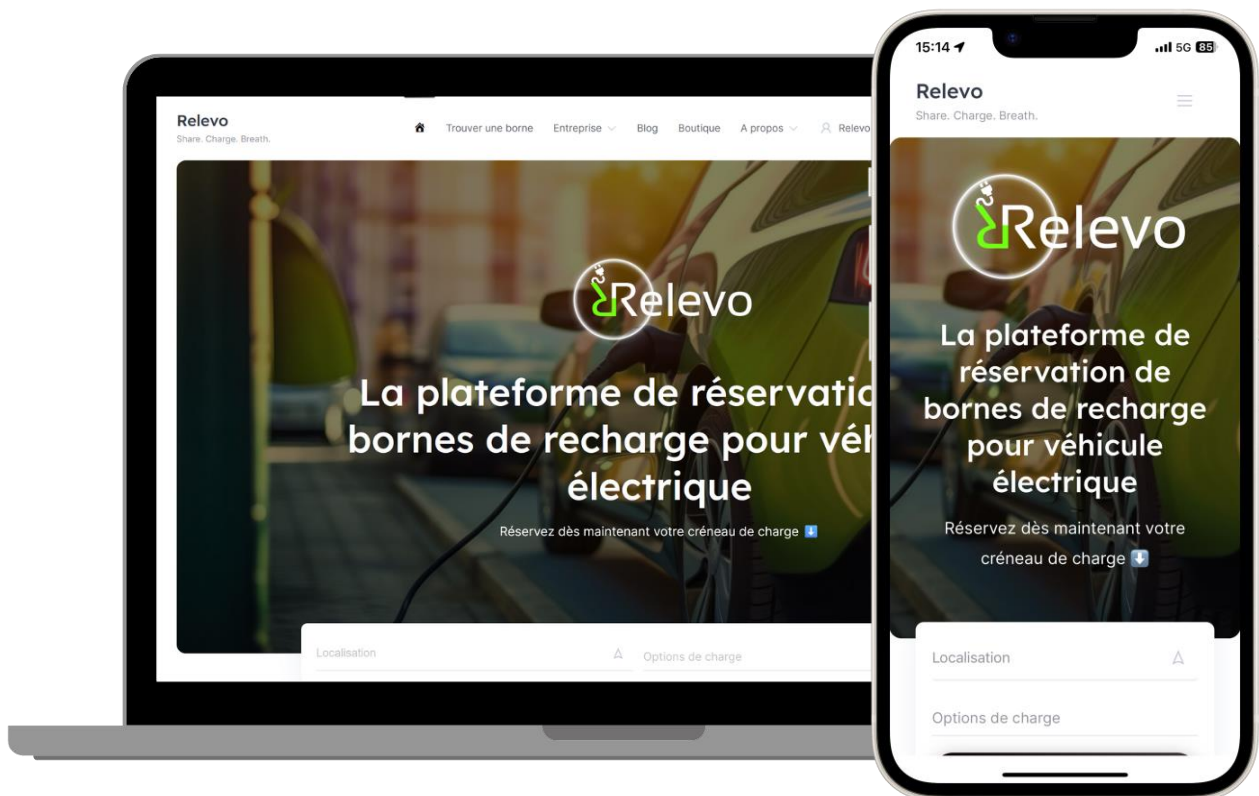 Relevo
Share. Charge. Breath.
Trouver une borne Entreprise Blog Boutique A propos Relevo
Relevo
La plateforme de réservatio
bornes de recharge pour véh
électrique
Réservez dès maintenant votre créneau de charge
Localisation
Options de charge
15:14
5G 85
Relevo
Share. Charge. Breath.
Relevo
La plateforme de
réservation de
bornes de recharge
pour véhicule
électrique
Réservez dès maintenant votre
créneau de charge
Localisation
Options de charge